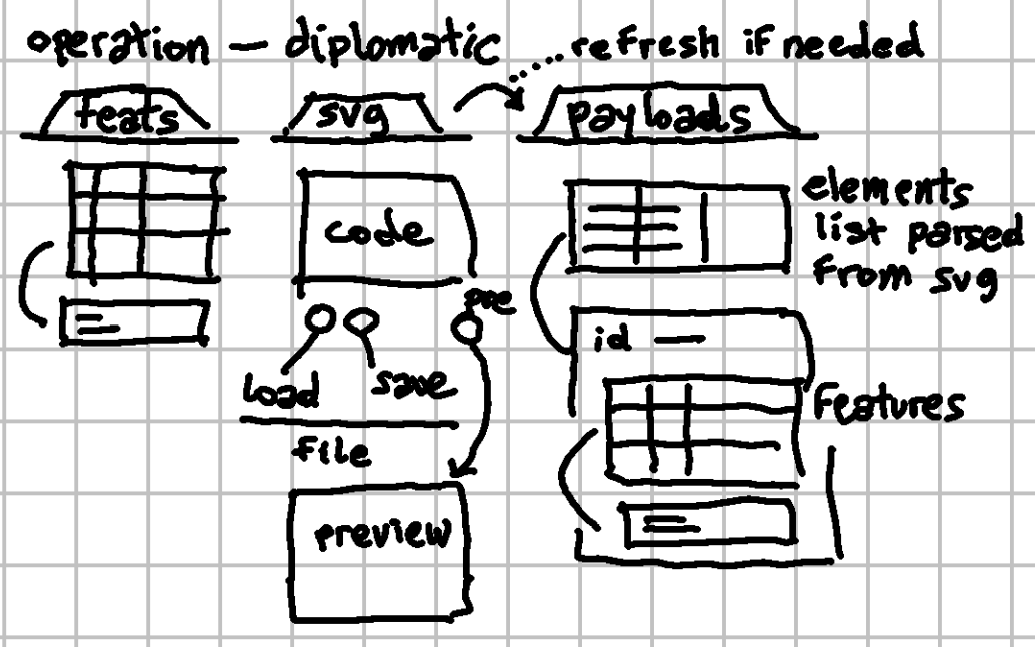 operation — diplomatic
refresh if needed
feats
svg
payloads
code
elements
list parsed
from svg
pre
id
load
save
features
file
preview